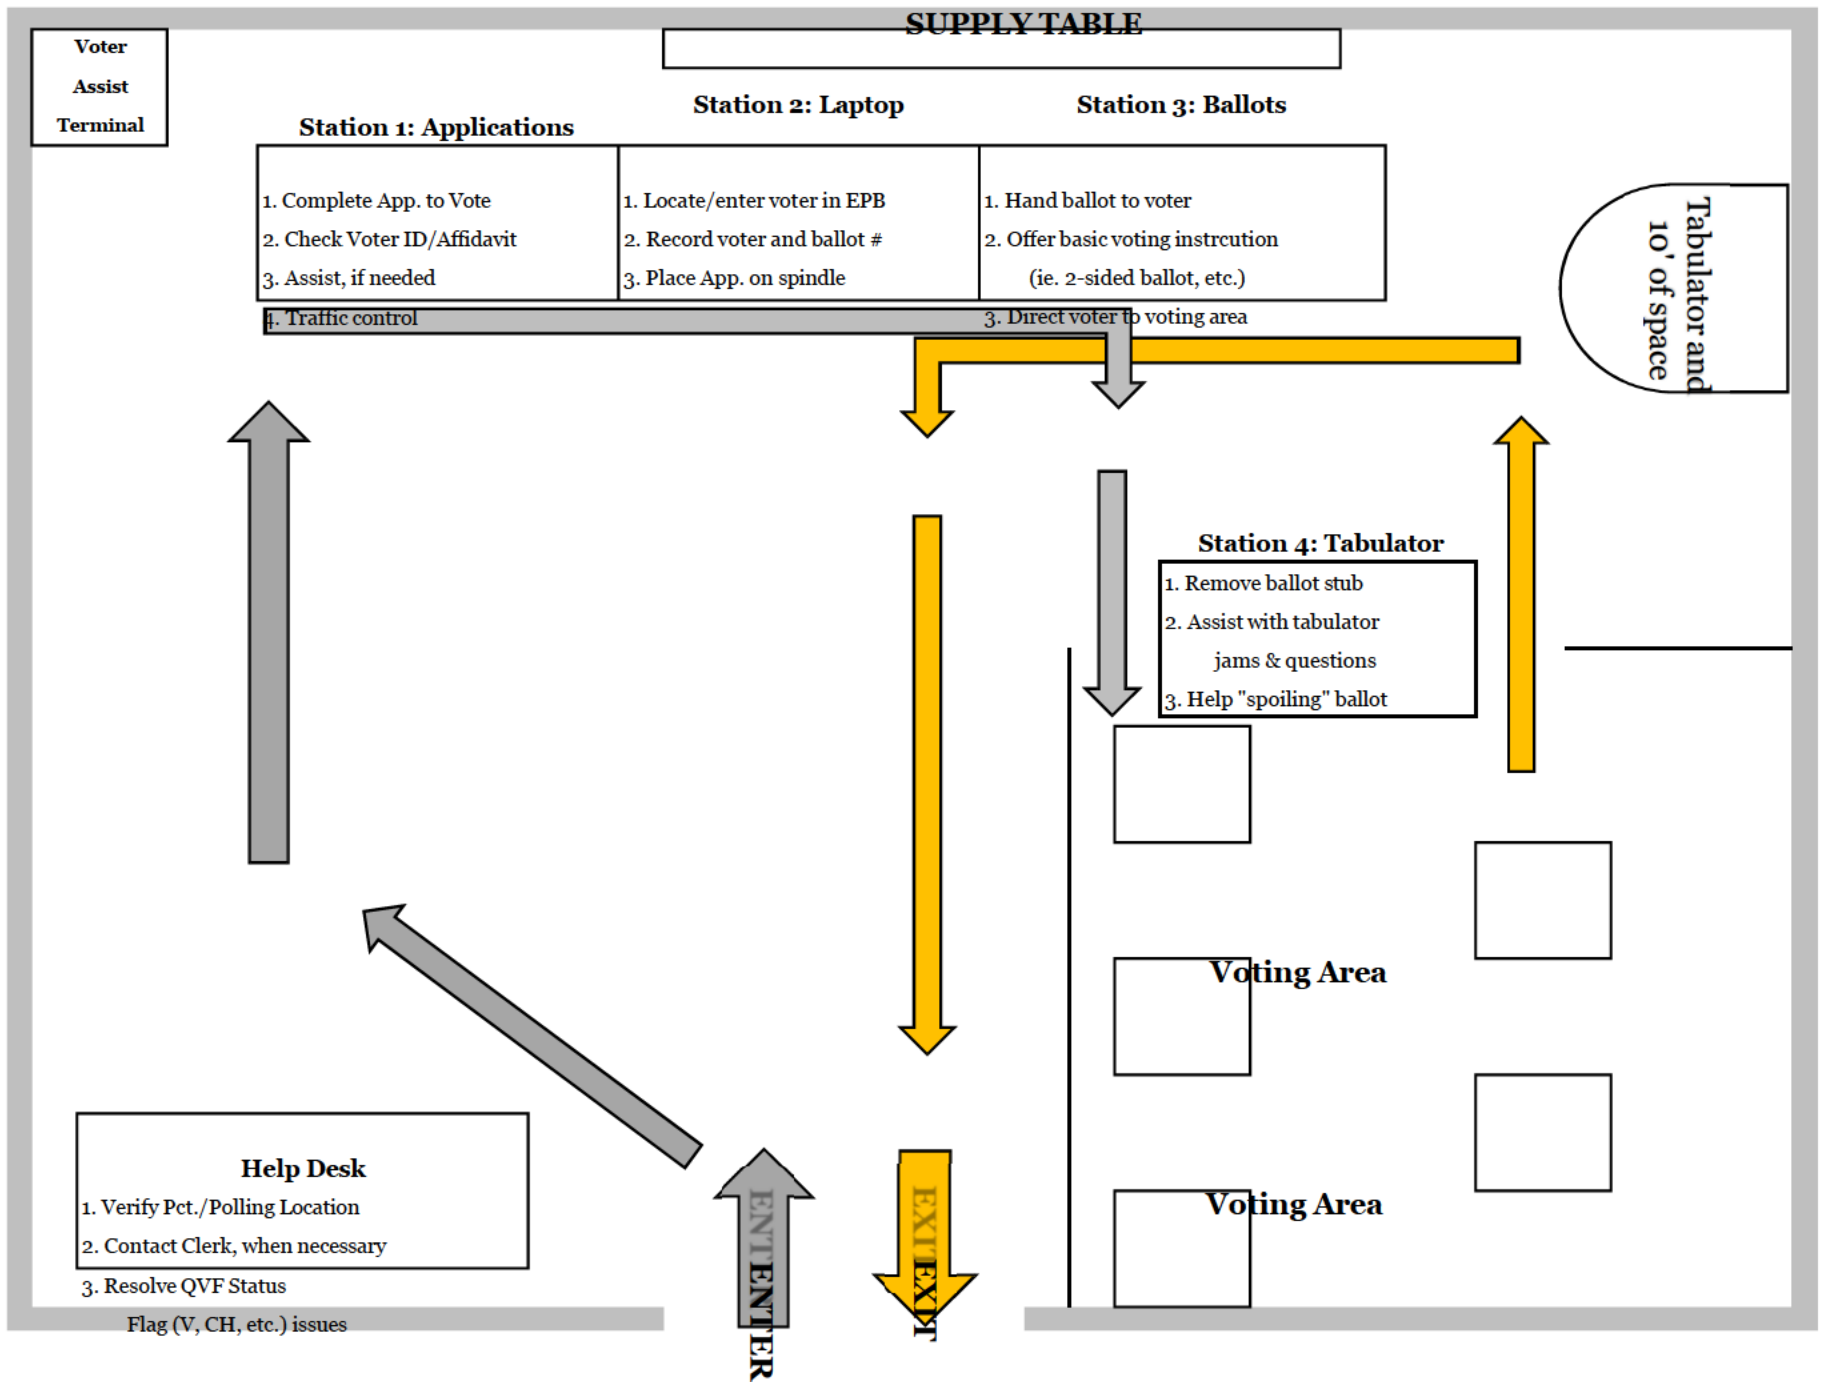 SUPPLY TABLE
Voter
Assist
Terminal
Station 1: Applications
1. Complete App. to Vote
2. Check Voter ID/Affidavit
3. Assist, if needed
4. Traffic control
Station 2: Laptop
1. Locate/enter voter in EPB
2. Record voter and ballot #
3. Place App. on spindle
Station 3: Ballots
1. Hand ballot to voter
2. Offer basic voting instrcution
(ie. 2-sided ballot, etc.)
3. Direct voter to voting area
Tabulator and
10' of space
Station 4: Tabulator
1. Remove ballot stub
2. Assist with tabulator
jams & questions
3. Help "spoiling" ballot
Voting Area
Voting Area
Help Desk
1. Verify Pct./Polling Location
2. Contact Clerk, when necessary
3. Resolve QVF Status
Flag (V, CH, etc.) issues
ENTER
EXIT